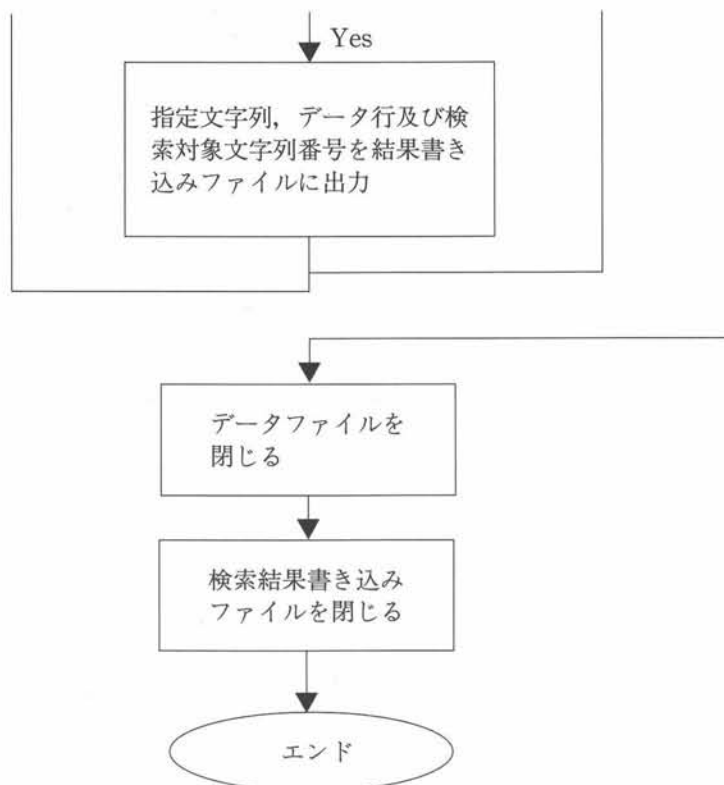 Yes
指定文字列，データ行及び検
索対象文字列番号を結果書き
込みファイルに出力
データファイルを
閉じる
検索結果書き込み
ファイルを閉じる
エンド